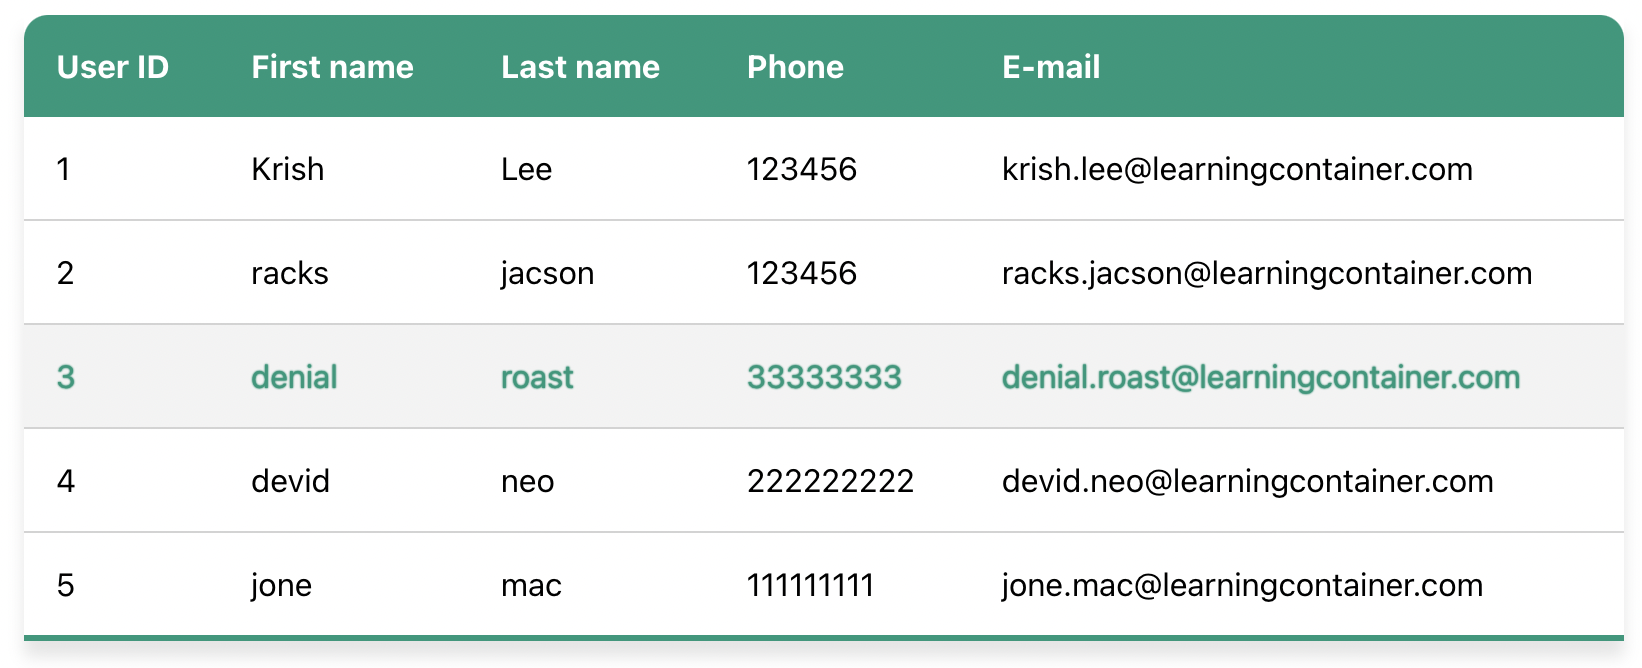 User ID First name Last name Phone E-mail
1 Krish Lee 123456 krish.lee@learningcontainer.com
2 racks jacson 123456 racks.jacson@learningcontainer.com
3 denial roast 33333333 denial.roast@learningcontainer.com
4 devid neo 222222222 devid.neo@learningcontainer.com
5 jone mac 111111111 jone.mac@learningcontainer.com